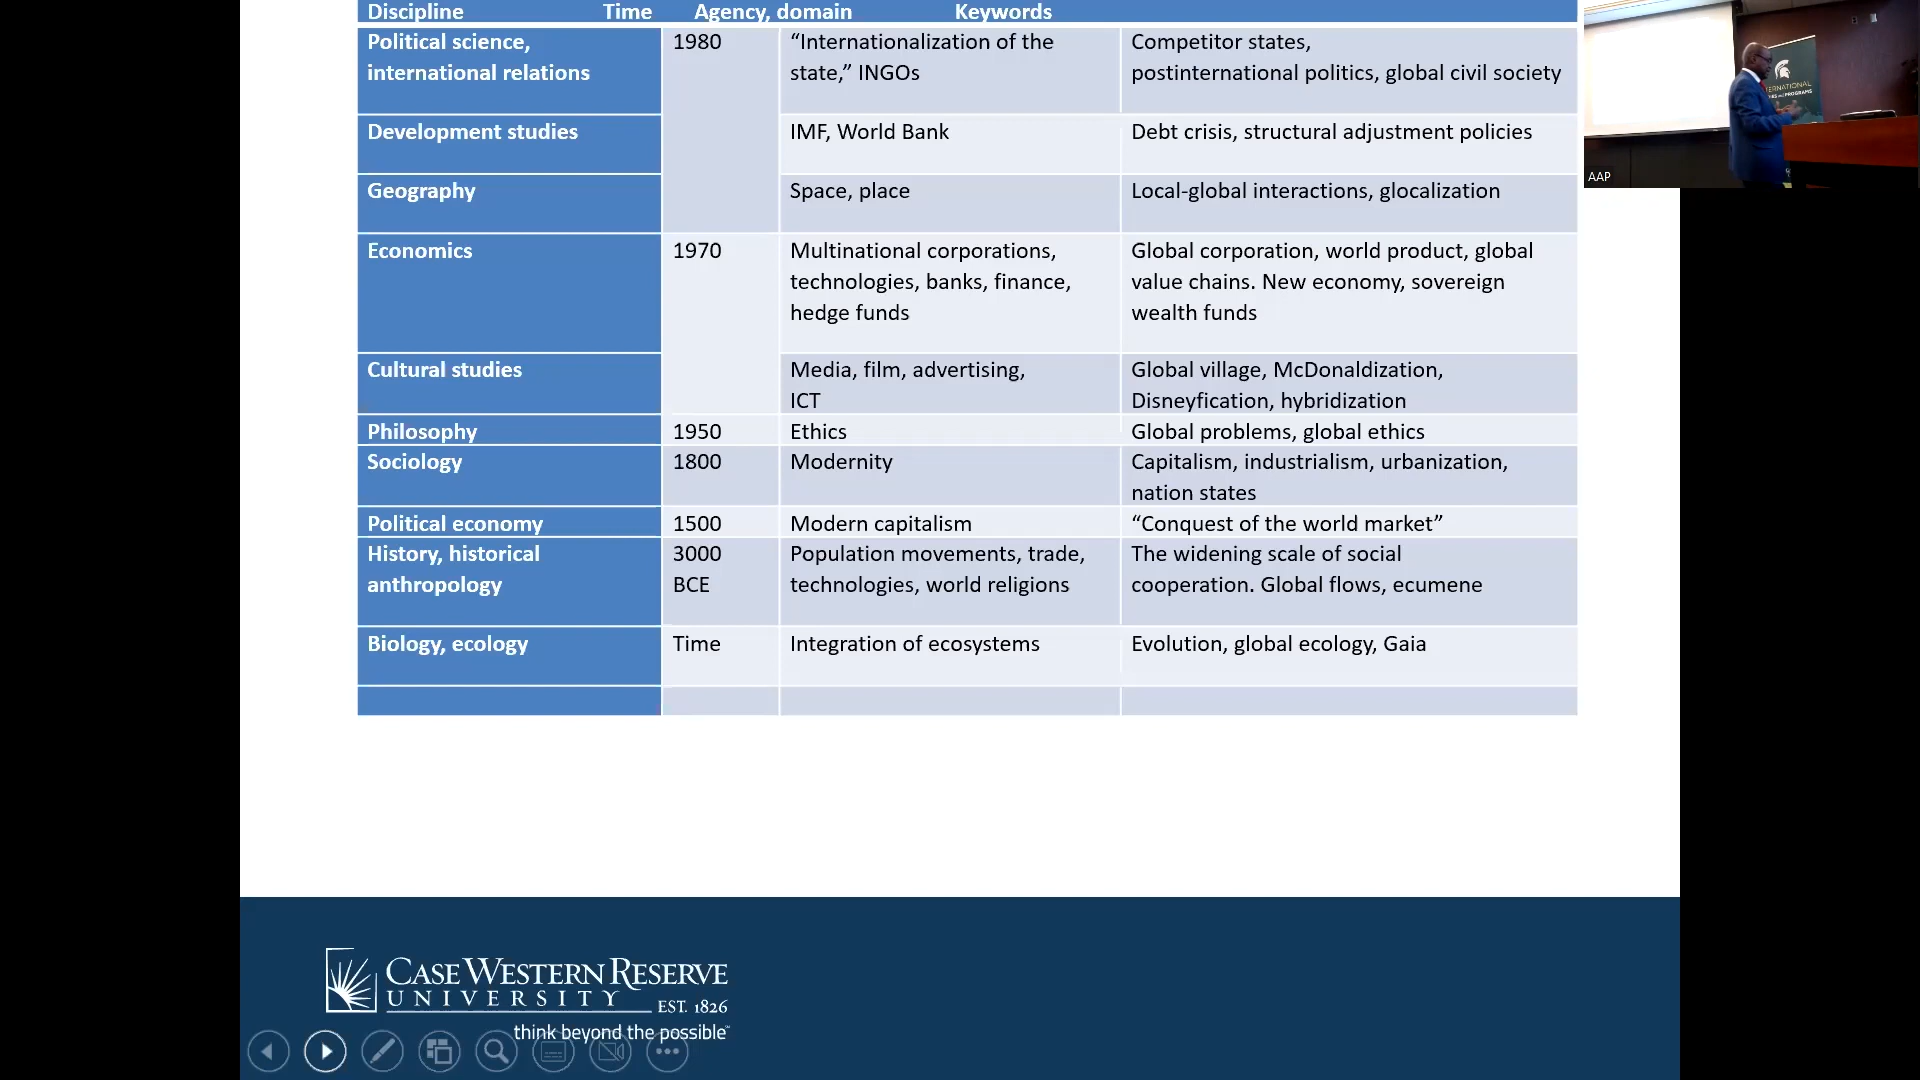 Discipline Time Agency, domain Keywords
Political science, 1980 “Internationalization of the Competitor states,
international relations state,” INGOs postinternational politics, global civil society
Development studies IMF, World Bank Debt crisis, structural adjustment policies
Geography Space, place Local-global interactions, glocalization
Economics 1970 Multinational corporations, Global corporation, world product, global
technologies, banks, finance, value chains. New economy, sovereign
hedge funds wealth funds
Cultural studies Media, film, advertising, Global village, McDonaldization,
ICT Disneyfication, hybridization
Philosophy 1950 Ethics Global problems, global ethics
Sociology 1800 Modernity Capitalism, industrialism, urbanization,
nation states
Political economy 1500 Modern capitalism “Conquest of the world market”
History, historical 3000 Population movements, trade, The widening scale of social
anthropology BCE technologies, world religions cooperation. Global flows, ecumene
Biology, ecology Time Integration of ecosystems Evolution, global ecology, Gaia
AAP
CASE WESTERN RESERVE
UNIVERSITY
EST. 1826
think beyond the possible